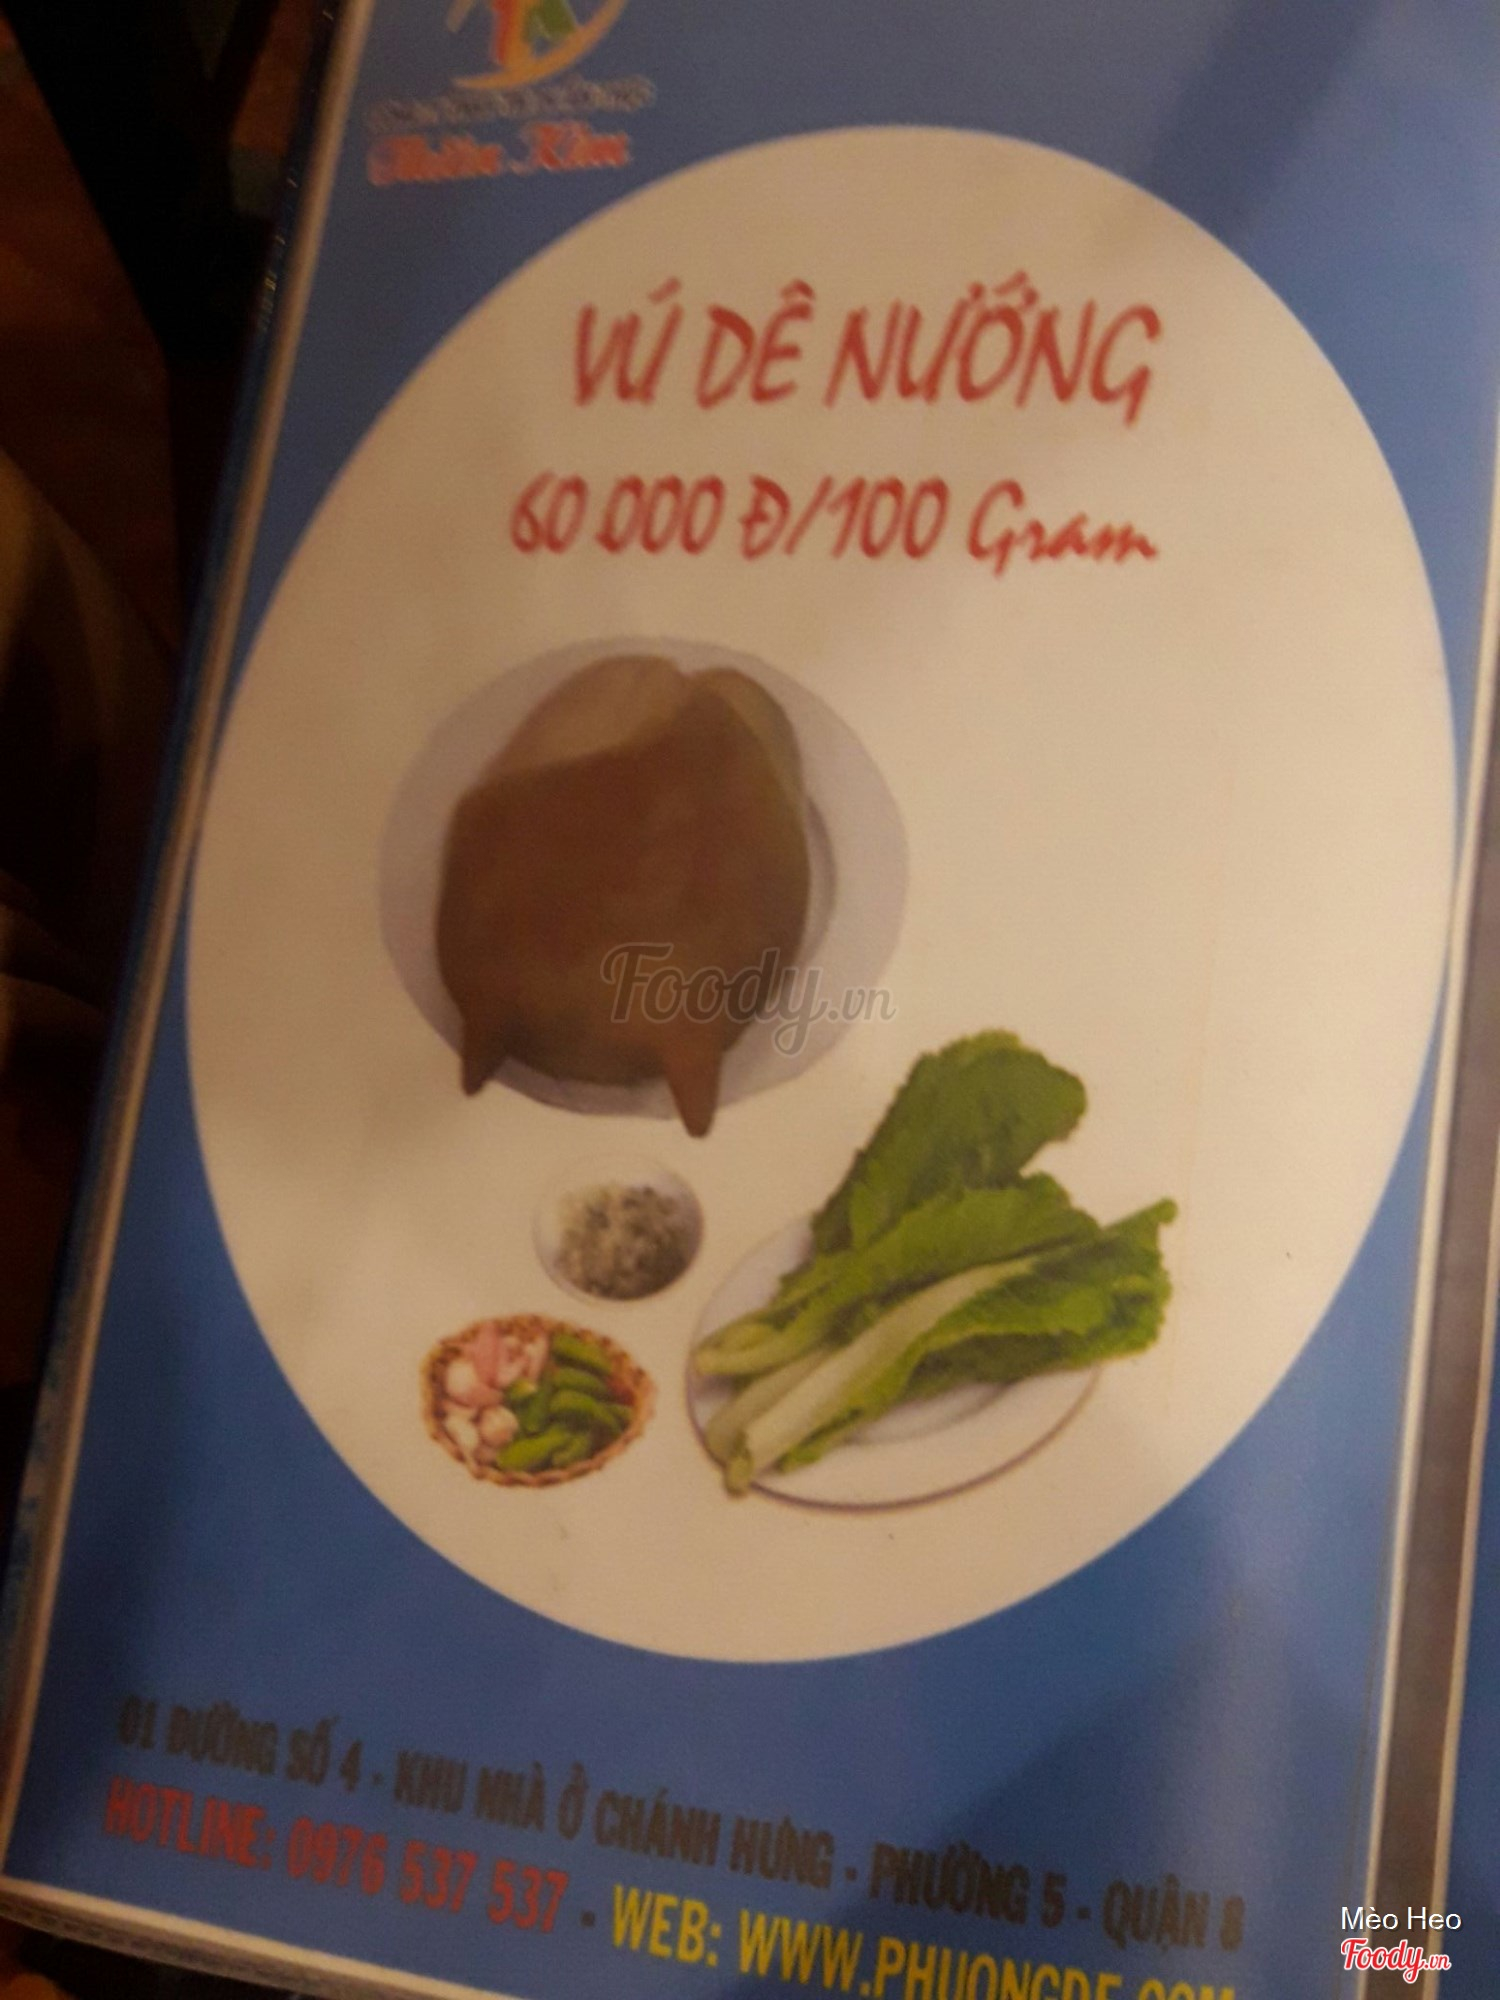 VÚ DÊ NƯỚNG
60.000 Đ/100 Gram
Foody.vn
01 ĐƯỜNG SỐ 4 - KHU NHÀ Ở CHÁNH HƯNG - PHƯỜNG 5 - QUẬN 8
HOTLINE: 0976 537 537 - WEB: WWW.PHUONGDE.COM
Mèo Heo
Foody.vn